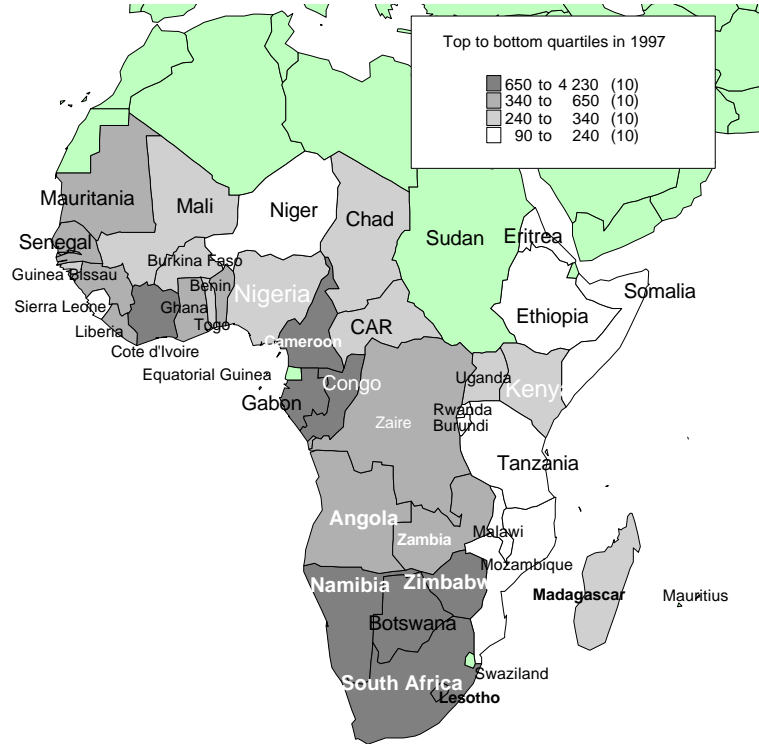 Top to bottom quartiles in 1997
650 to 4 230 (10)
340 to 650 (10)
240 to 340 (10)
90 to 240 (10)
Mauritania
Mali
Niger
Chad
Sudan
Eritrea
Senegal
Burkina Faso
Guinea Bissau
Benin
Nigeria
Somalia
Sierra Leone
Ghana
Ethiopia
Liberia
Togo
CAR
Cameroon
Cote d'Ivoire
Equatorial Guinea
Congo
Uganda
Kenya
Gabon
Rwanda
Zaire
Burundi
Tanzania
Angola
Malawi
Zambia
Mozambique
Namibia
Zimbabw
Madagascar
Mauritius
Botswana
Swaziland
South Africa
Lesotho